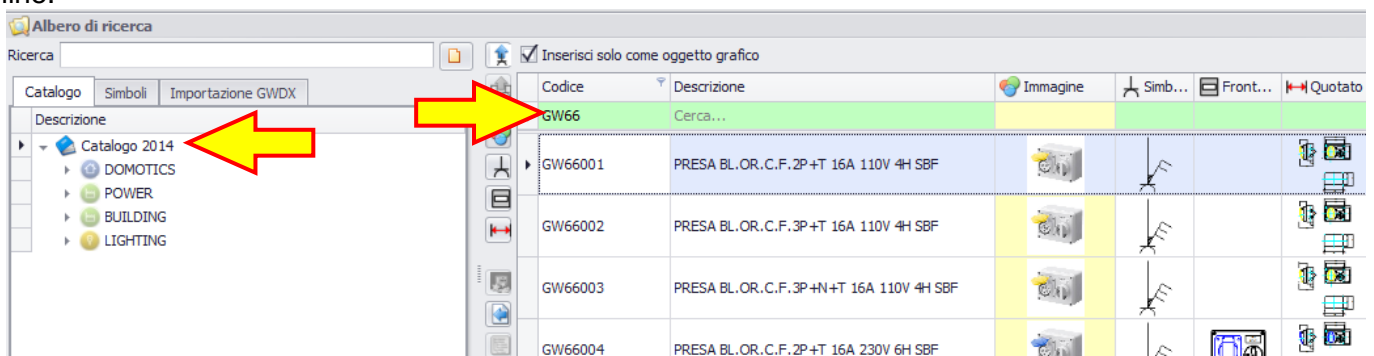 Albero di ricerca
Ricerca
Inserisci solo come oggetto grafico
Catalogo Simboli Importazione GWDX
Descrizione
Catalogo 2014
DOMOTICS
POWER
BUILDING
LIGHTING
Codice Descrizione Immagine Simb... Front... Quotato
GW66 Cerca...
GW66001 PRESA BL.OR.C.F.2P+T 16A 110V 4H SBF
GW66002 PRESA BL.OR.C.F.3P+T 16A 110V 4H SBF
GW66003 PRESA BL.OR.C.F.3P+N+T 16A 110V 4H SBF
GW66004 PRESA BL.OR.C.F.2P+T 16A 230V 6H SBF